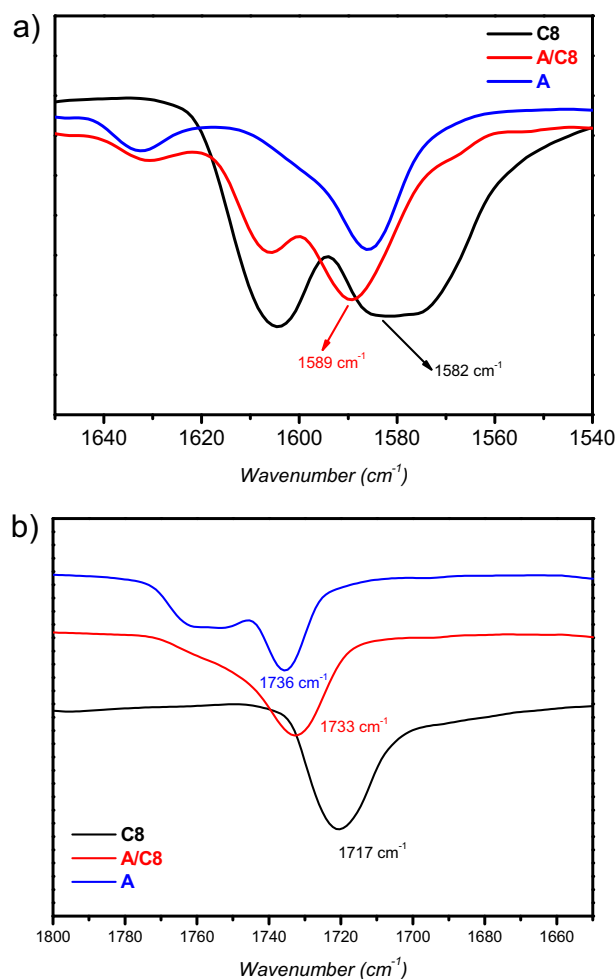 a)
C8
A/C8
A
1589 cm-1
1582 cm-1
1640 1620 1600 1580 1560 1540
Wavenumber (cm-1)
b)
1736 cm-1
1733 cm-1
1717 cm-1
C8
A/C8
A
1800 1780 1760 1740 1720 1700 1680 1660
Wavenumber (cm-1)